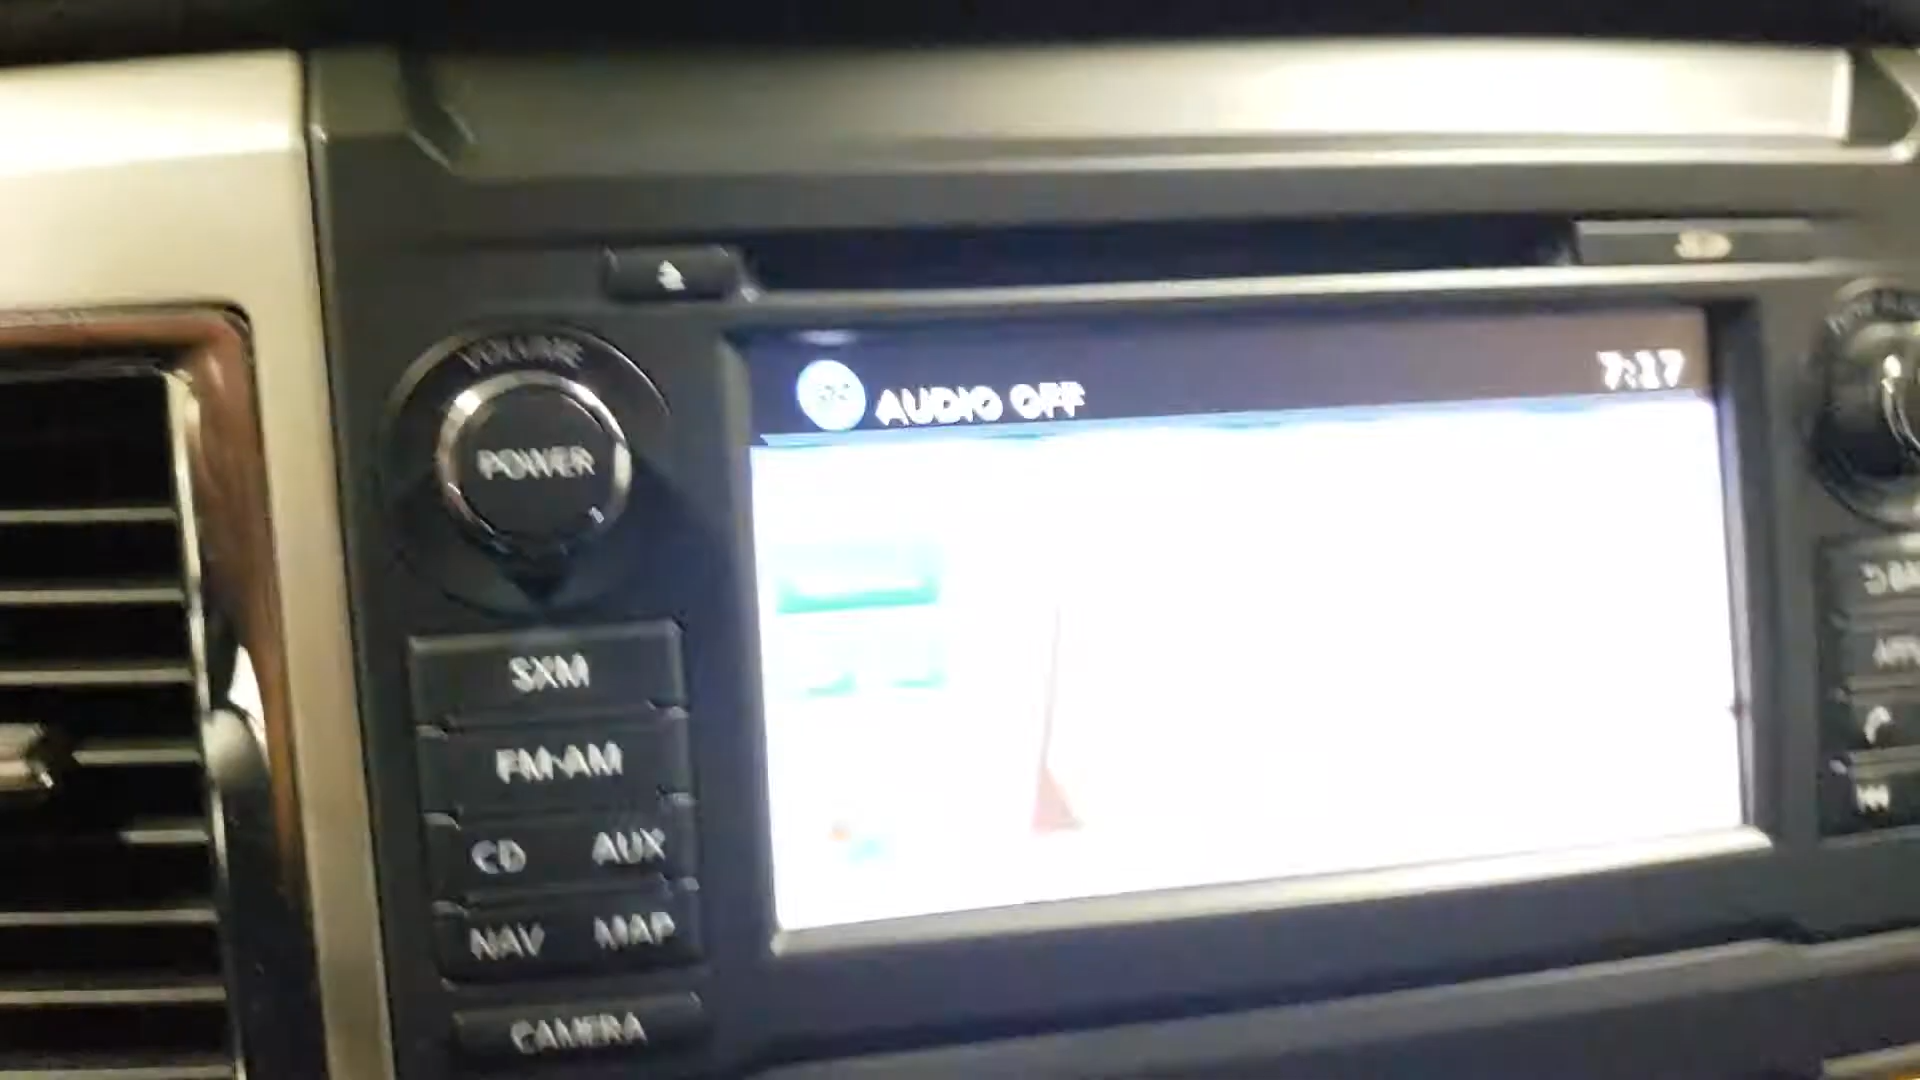 VOLUME
POWER
AUDIO OFF
7:17
SXM
FM·AM
CD AUX
NAV MAP
CAMERA